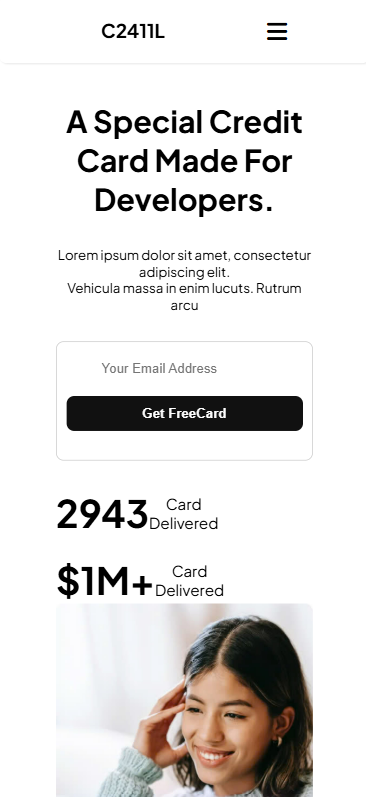 C2411L
A Special Credit
Card Made For
Developers.
Lorem ipsum dolor sit amet, consectetur
adipiscing elit.
Vehicula massa in enim lucuts. Rutrum
arcu
Your Email Address
Get FreeCard
2943 Card
Delivered
$1M+ Card
Delivered